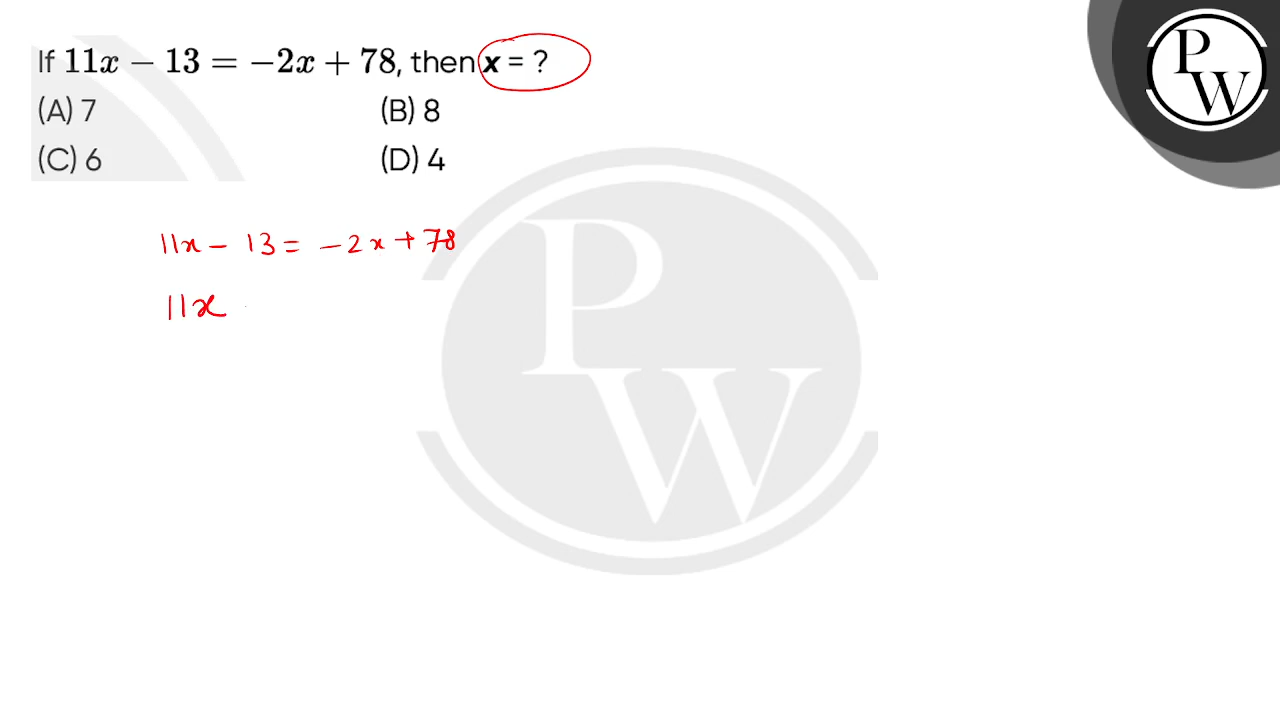 If 11x − 13 = −2x + 78, then x = ?
(A) 7 (B) 8
(C) 6 (D) 4
11x − 13 = −2x + 78
11x
P
W
P
W